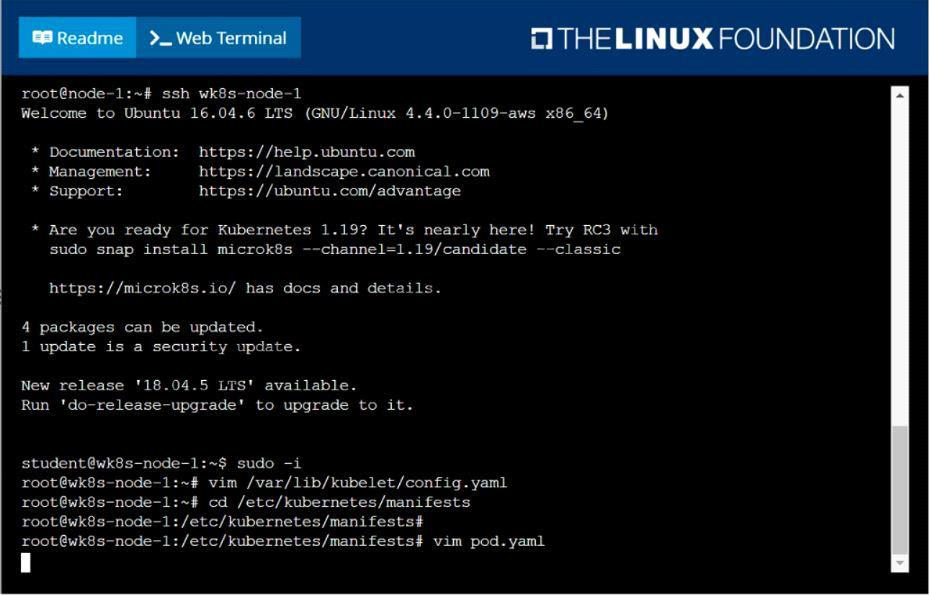 Readme >_ Web Terminal THE LINUX FOUNDATION
root@node-1:~# ssh wk8s-node-1
Welcome to Ubuntu 16.04.6 LTS (GNU/Linux 4.4.0-1109-aws x86_64)
* Documentation: https://help.ubuntu.com
* Management: https://landscape.canonical.com
* Support: https://ubuntu.com/advantage
* Are you ready for Kubernetes 1.19? It's nearly here! Try RC3 with
sudo snap install microk8s --channel=1.19/candidate --classic
https://microk8s.io/ has docs and details.
4 packages can be updated.
1 update is a security update.
New release '18.04.5 LTS' available.
Run 'do-release-upgrade' to upgrade to it.
student@wk8s-node-1:~$ sudo -i
root@wk8s-node-1:~# vim /var/lib/kubelet/config.yaml
root@wk8s-node-1:~# cd /etc/kubernetes/manifests
root@wk8s-node-1:/etc/kubernetes/manifests#
root@wk8s-node-1:/etc/kubernetes/manifests# vim pod.yaml